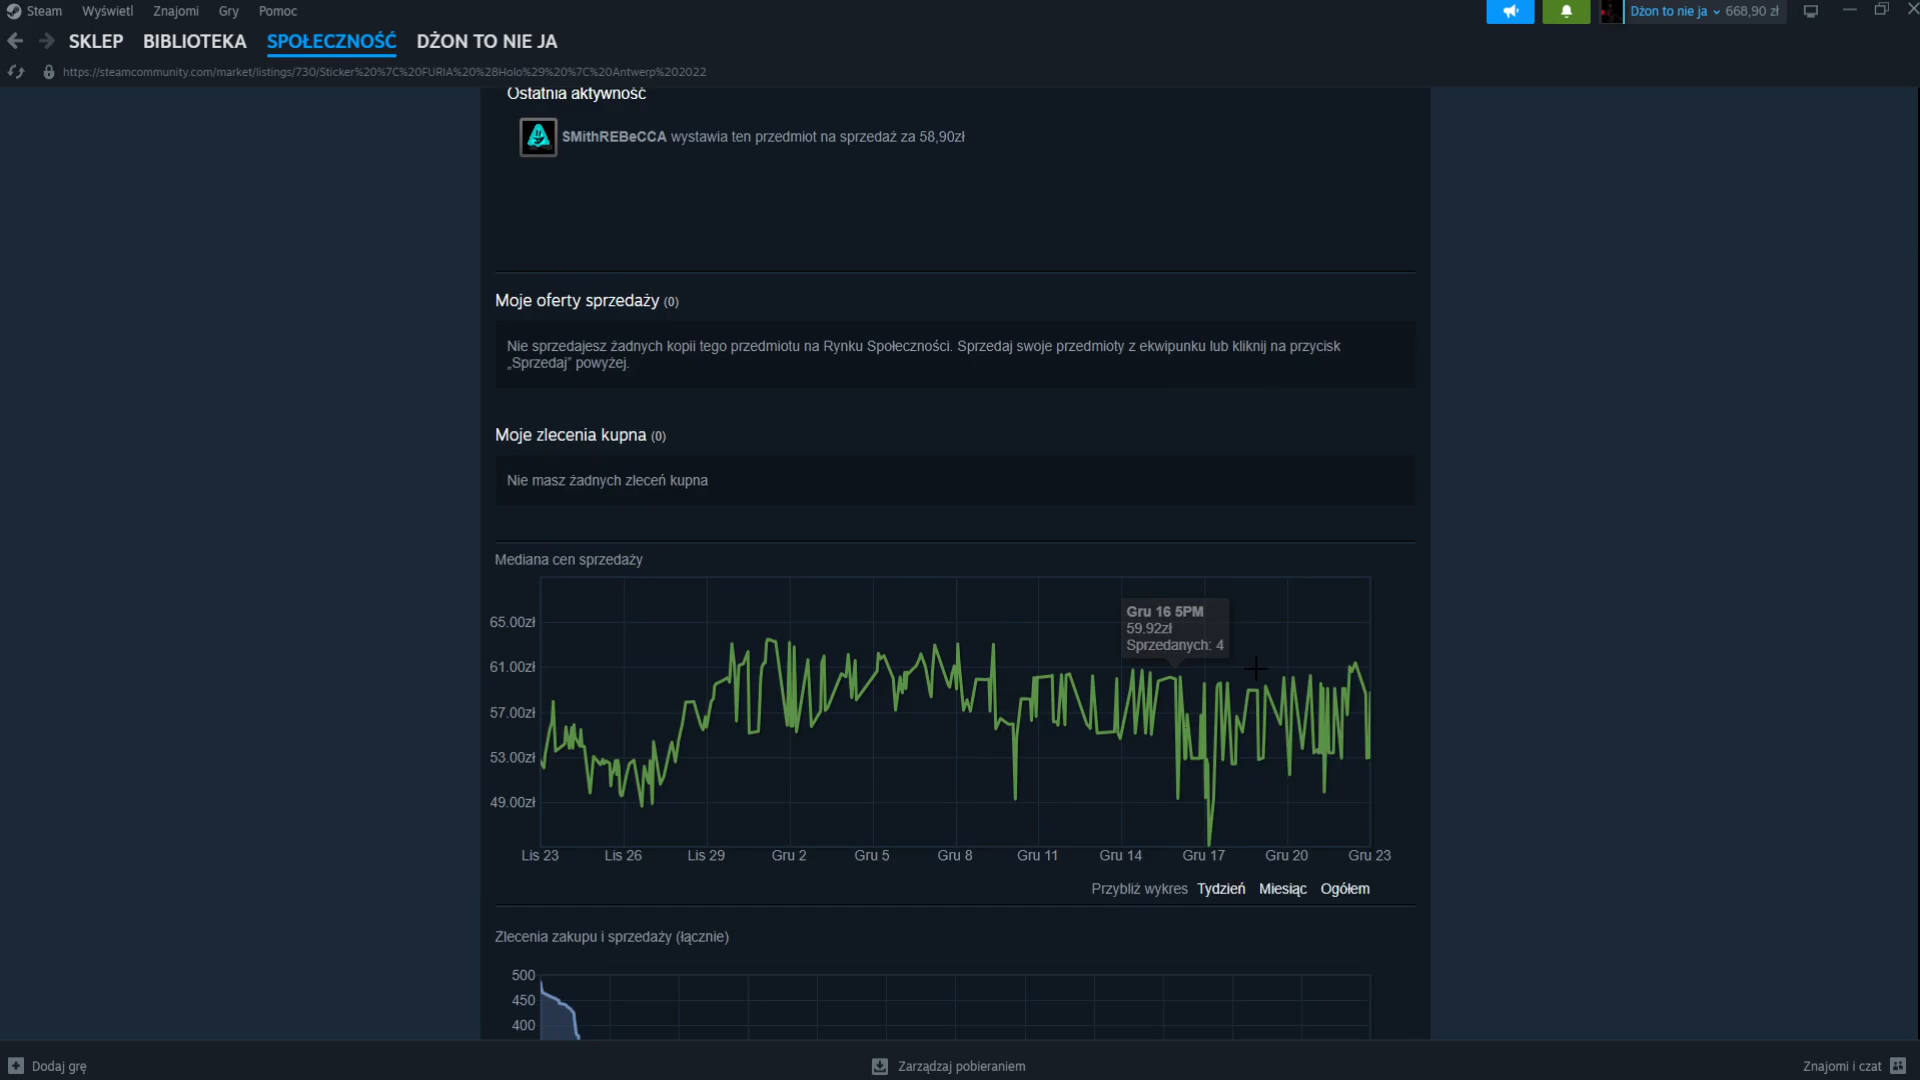 Steam Wyświetl Znajomi Gry Pomoc
Dżon to nie ja 668,90 zł
SKLEP BIBLIOTEKA SPOŁECZNOŚĆ DŻON TO NIE JA
https://steamcommunity.com/market/listings/730/Sticker%20%7C%20FURIA%20%28Holo%29%20%7C%20Antwerp%202022
Ostatnia aktywność
SMithREBeCCA wystawia ten przedmiot na sprzedaż za 58,90zł
Moje oferty sprzedaży (0)
Nie sprzedajesz żadnych kopii tego przedmiotu na Rynku Społeczności. Sprzedaj swoje przedmioty z ekwipunku lub kliknij na przycisk
„Sprzedaj” powyżej.
Moje zlecenia kupna (0)
Nie masz żadnych zleceń kupna
Mediana cen sprzedaży
Gru 16 5PM
59.92zł
Sprzedanych: 4
65.00zł
61.00zł
57.00zł
53.00zł
49.00zł
Lis 23 Lis 26 Lis 29 Gru 2 Gru 5 Gru 8 Gru 11 Gru 14 Gru 17 Gru 20 Gru 23
Przybliż wykres Tydzień Miesiąc Ogółem
Zlecenia zakupu i sprzedaży (łącznie)
500
450
400
Dodaj grę
Zarządzaj pobieraniem
Znajomi i czat